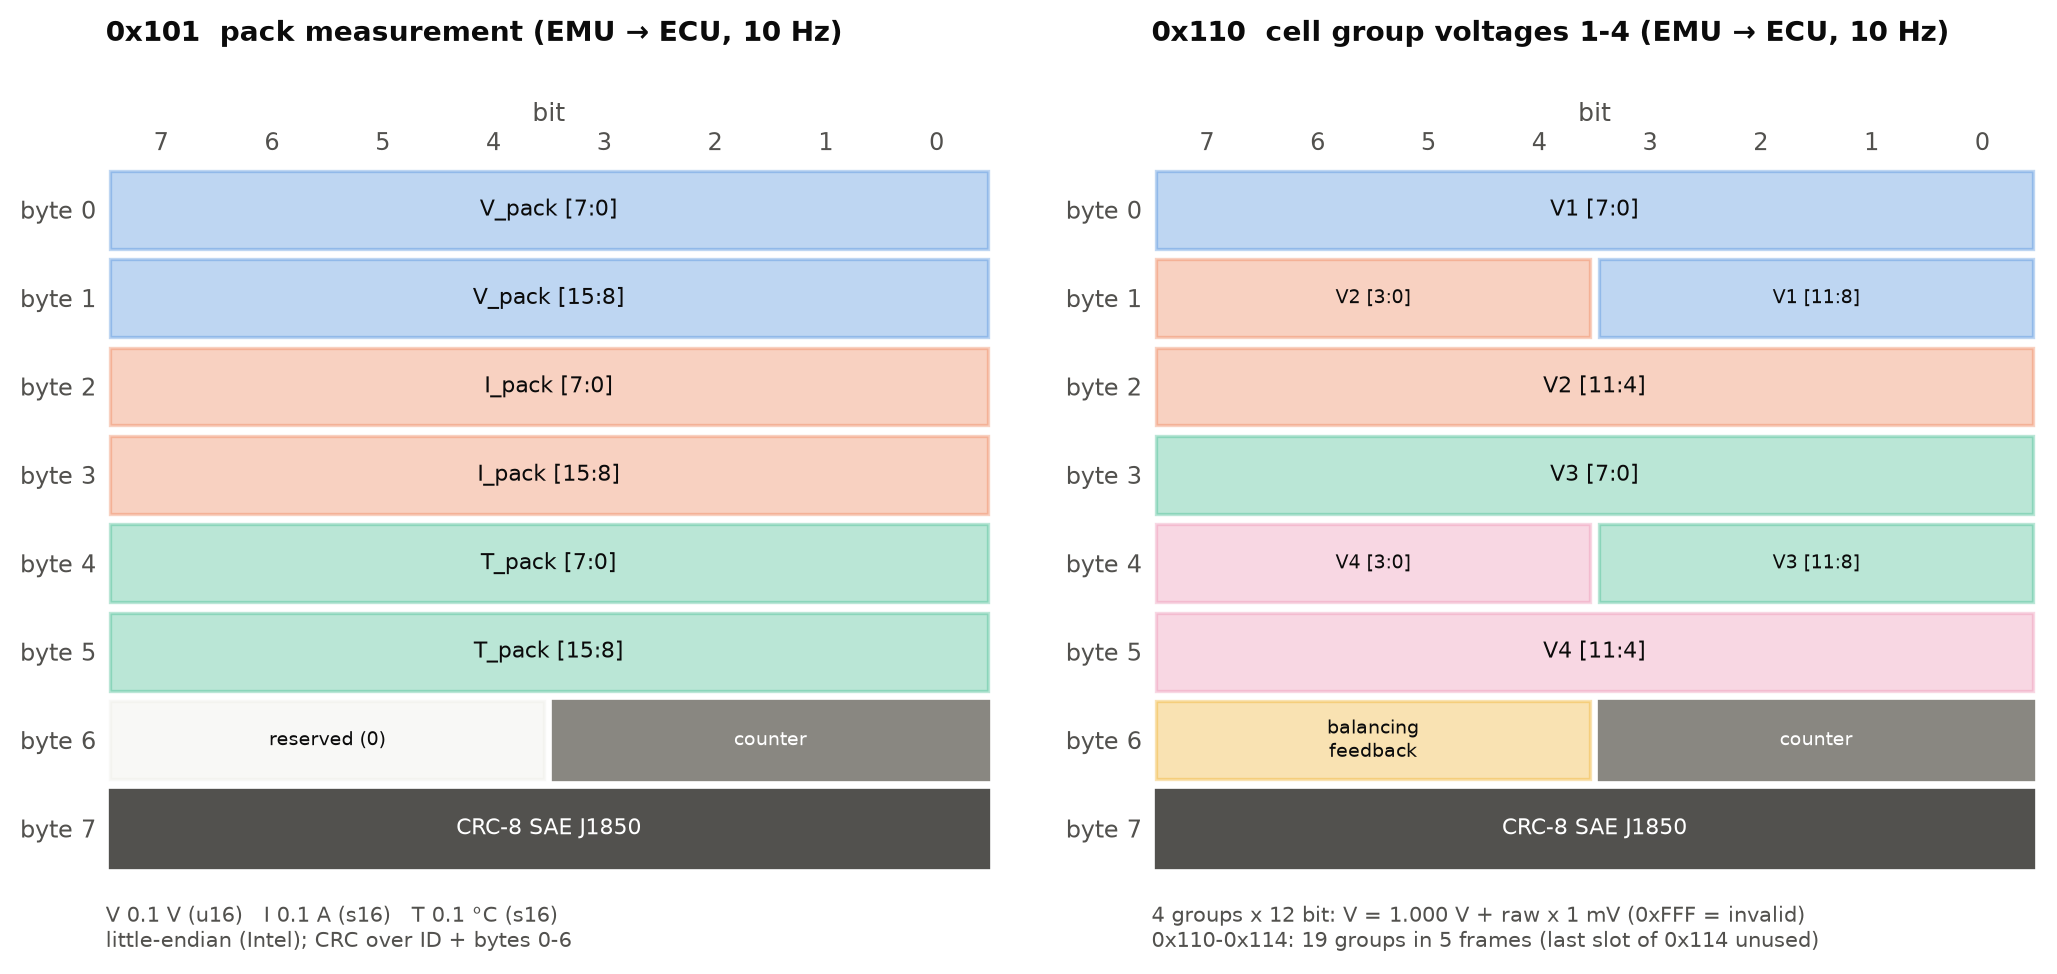 0x101  pack measurement (EMU → ECU, 10 Hz)
bit
7 6 5 4 3 2 1 0
byte 0 V_pack [7:0]
byte 1 V_pack [15:8]
byte 2 I_pack [7:0]
byte 3 I_pack [15:8]
byte 4 T_pack [7:0]
byte 5 T_pack [15:8]
byte 6 reserved (0) counter
byte 7 CRC-8 SAE J1850
V 0.1 V (u16)   I 0.1 A (s16)   T 0.1 °C (s16)
little-endian (Intel); CRC over ID + bytes 0-6
0x110  cell group voltages 1-4 (EMU → ECU, 10 Hz)
bit
7 6 5 4 3 2 1 0
byte 0 V1 [7:0]
byte 1 V2 [3:0] V1 [11:8]
byte 2 V2 [11:4]
byte 3 V3 [7:0]
byte 4 V4 [3:0] V3 [11:8]
byte 5 V4 [11:4]
byte 6 balancing feedback counter
byte 7 CRC-8 SAE J1850
4 groups x 12 bit: V = 1.000 V + raw x 1 mV (0xFFF = invalid)
0x110-0x114: 19 groups in 5 frames (last slot of 0x114 unused)